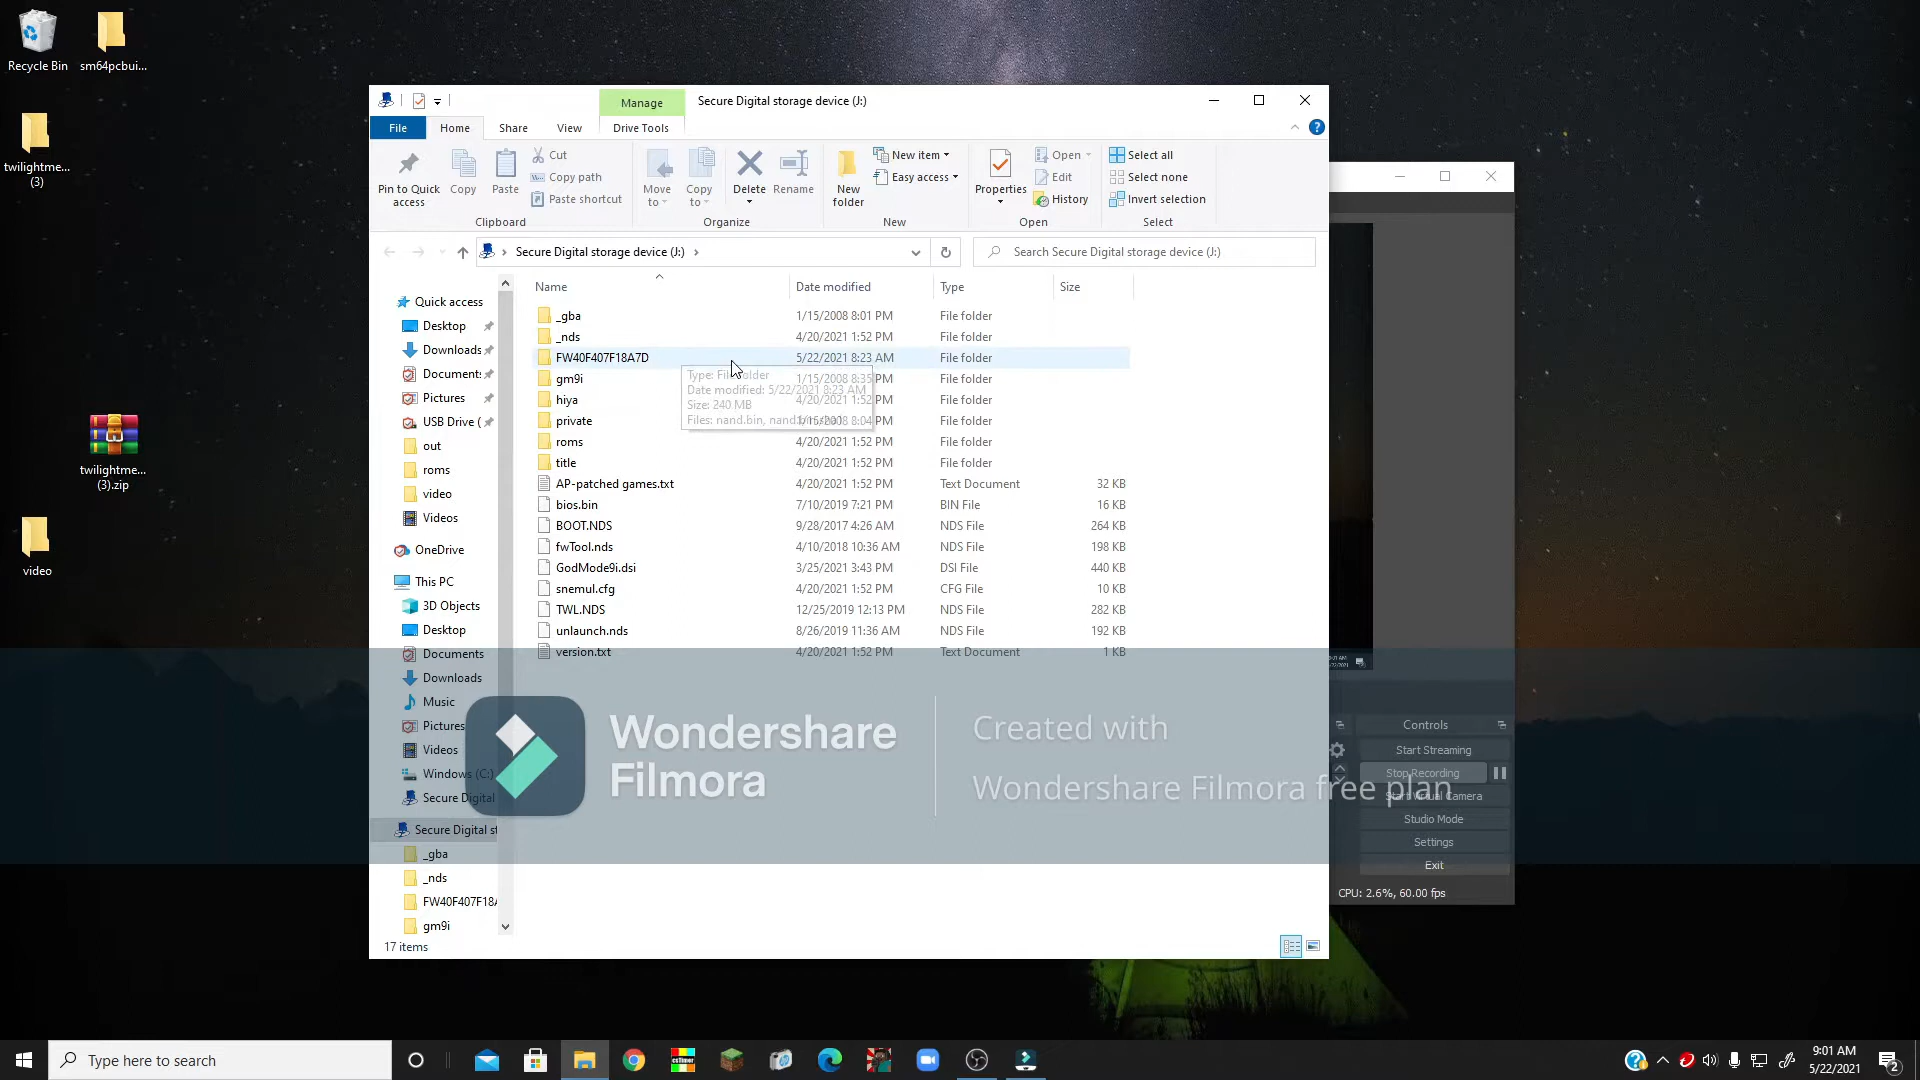 Recycle Bin
sm64pcbui...
twilightme...
(3)
twilightme...
(3).zip
video
Manage
Secure Digital storage device (J:)
File
Home
Share
View
Drive Tools
Pin to Quick access
Copy
Paste
Cut
Copy path
Paste shortcut
Move to
Copy to
Delete
Rename
New folder
New item
Easy access
Properties
Open
Edit
History
Select all
Select none
Invert selection
Clipboard
Organize
New
Open
Select
Secure Digital storage device (J:)
Search Secure Digital storage device (J:)
Name
Date modified
Type
Size
_gba 1/15/2008 8:01 PM File folder
_nds 4/20/2021 1:52 PM File folder
FW40F407F18A7D 5/22/2021 8:23 AM File folder
gm9i 1/15/2008 8:35 PM File folder
hiya 4/20/2021 1:52 PM File folder
private 1/15/2008 8:04 PM File folder
roms 4/20/2021 1:52 PM File folder
title 4/20/2021 1:52 PM File folder
AP-patched games.txt 4/20/2021 1:52 PM Text Document 32 KB
bios.bin 7/10/2019 7:21 PM BIN File 16 KB
BOOT.NDS 9/28/2017 4:26 AM NDS File 264 KB
fwTool.nds 4/10/2018 10:36 AM NDS File 198 KB
GodMode9i.dsi 3/25/2021 3:43 PM DSI File 440 KB
snemul.cfg 4/20/2021 1:52 PM CFG File 10 KB
TWL.NDS 12/25/2019 12:13 PM NDS File 282 KB
unlaunch.nds 8/26/2019 11:36 AM NDS File 192 KB
version.txt 4/20/2021 1:52 PM Text Document 1 KB
Type: File folder
Date modified: 5/22/2021 8:23 AM
Size: 240 MB
Files: nand.bin,
Quick access
Desktop
Downloads
Document
Pictures
USB Drive (
out
roms
video
Videos
OneDrive
This PC
3D Objects
Desktop
Documents
Downloads
Music
Pictures
Videos
Windows (C:)
Secure Digital
Secure Digital st
_gba
_nds
FW40F407F18A
gm9i
17 items
Wondershare
Filmora
Created with
Wondershare Filmora free plan
Controls
Start Streaming
Stop Recording
Start Virtual Camera
Studio Mode
Settings
Exit
CPU: 2.6%, 60.00 fps
Type here to search
9:01 AM
5/22/2021
2